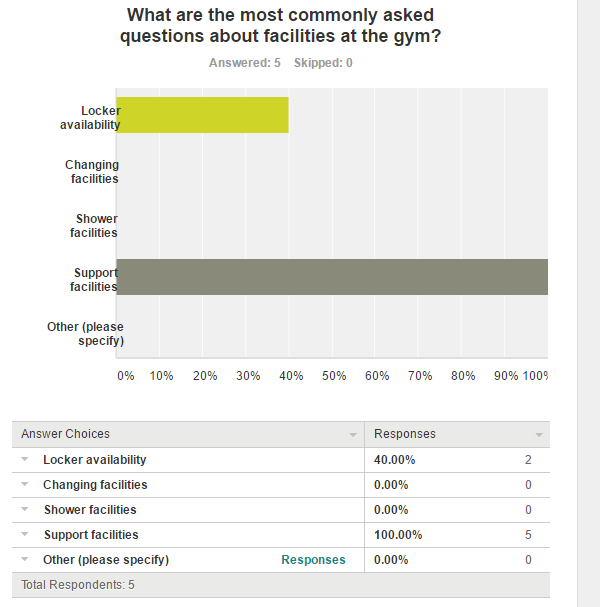 What are the most commonly asked
questions about facilities at the gym?
Answered: 5 Skipped: 0
Locker
availability
Changing
facilities
Shower
facilities
Support
facilities
Other (please
specify)
0% 10% 20% 30% 40% 50% 60% 70% 80% 90% 100%
Answer Choices Responses
Locker availability 40.00% 2
Changing facilities 0.00% 0
Shower facilities 0.00% 0
Support facilities 100.00% 5
Other (please specify) Responses 0.00% 0
Total Respondents: 5